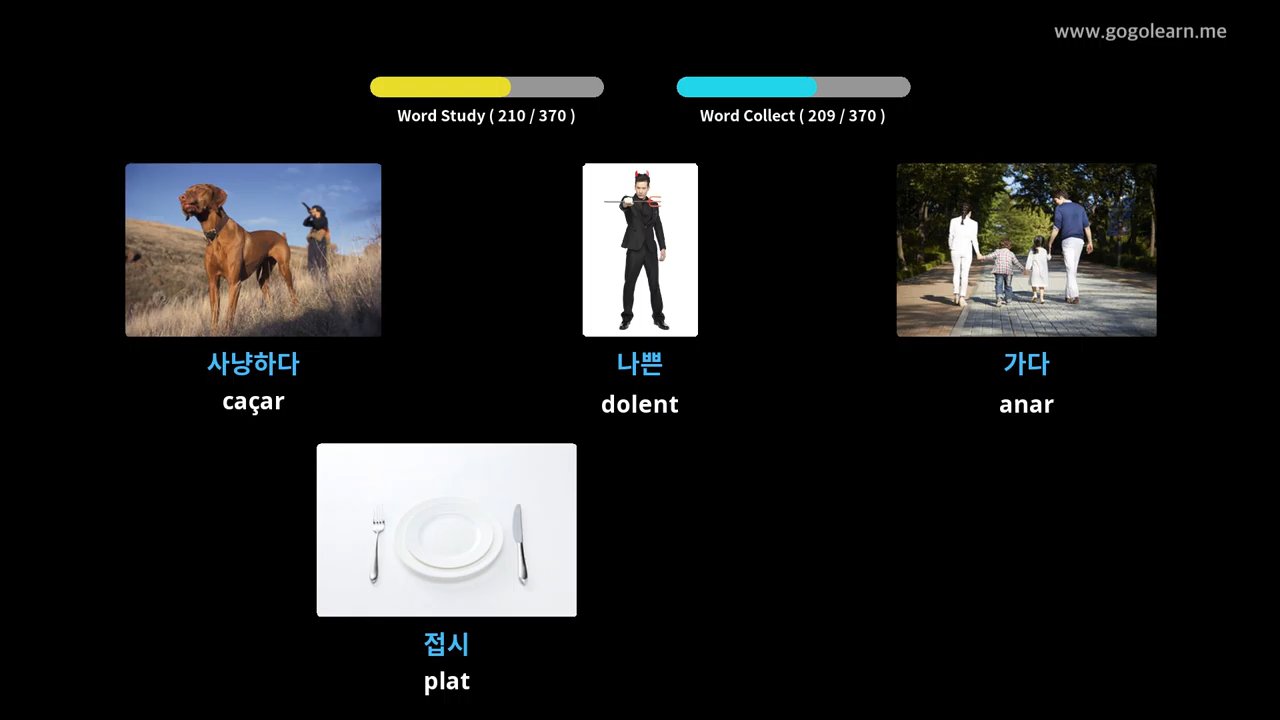 www.gogolearn.me
Word Study ( 210 / 370 )
Word Collect ( 209 / 370 )
사냥하다
caçar
나쁜
dolent
가다
anar
접시
plat